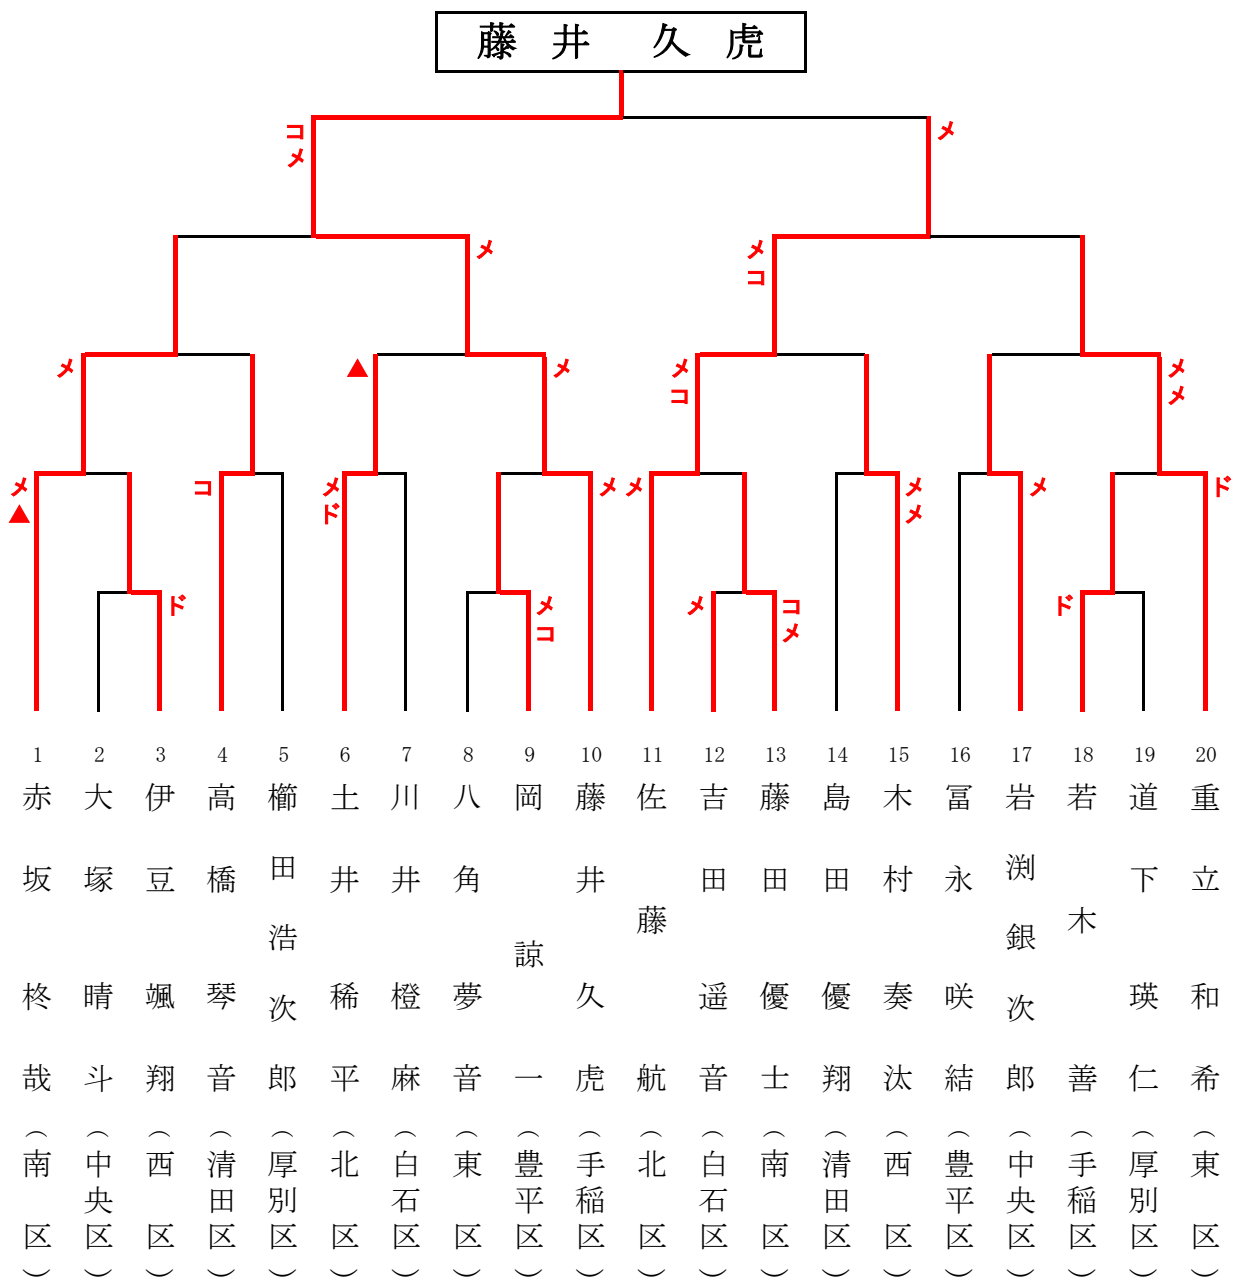 藤井 久虎
コ
メ
メ
メ
メ
コ
メ
▲
メ
メ
コ
メ
メ
メ
▲
コ
メ
ド
メ
メ
メ
メ
メ
ド
ド
メ
コ
メ
コ
メ
ド
1 赤坂 柊哉 (南区)
2 大塚 晴斗 (中央区)
3 伊豆 颯翔 (西区)
4 高橋 琴音 (清田区)
5 櫛田浩次郎 (厚別区)
6 土井 稀平 (北区)
7 川井 橙麻 (白石区)
8 八角 夢音 (東区)
9 岡 諒一 (豊平区)
10 藤井 久虎 (手稲区)
11 佐藤 航 (北区)
12 吉田 遥音 (白石区)
13 藤田 優士 (南区)
14 島田 優翔 (清田区)
15 木村 奏汰 (西区)
16 冨永 咲結 (豊平区)
17 岩渕銀次郎 (中央区)
18 若木 善 (手稲区)
19 道下 瑛仁 (厚別区)
20 重立 和希 (東区)